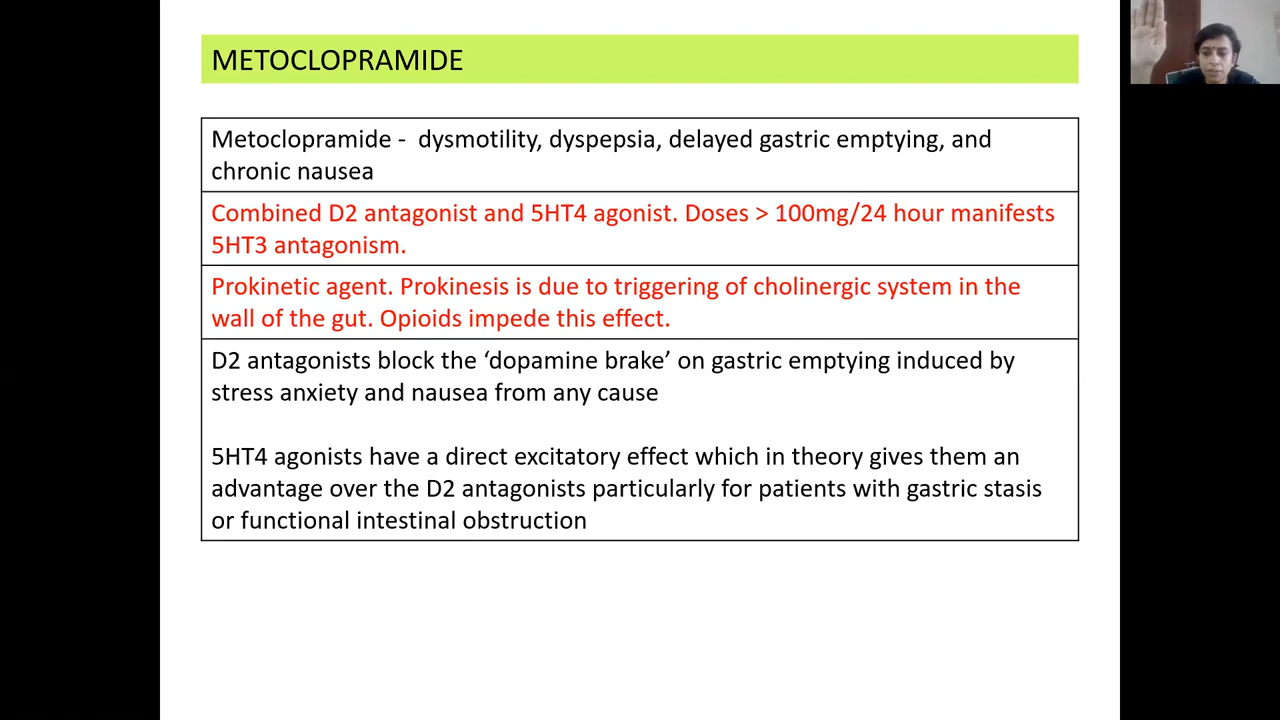 METOCLOPRAMIDE
Metoclopramide -  dysmotility, dyspepsia, delayed gastric emptying, and
chronic nausea
Combined D2 antagonist and 5HT4 agonist. Doses > 100mg/24 hour manifests
5HT3 antagonism.
Prokinetic agent. Prokinesis is due to triggering of cholinergic system in the
wall of the gut. Opioids impede this effect.
D2 antagonists block the ‘dopamine brake’ on gastric emptying induced by
stress anxiety and nausea from any cause
5HT4 agonists have a direct excitatory effect which in theory gives them an
advantage over the D2 antagonists particularly for patients with gastric stasis
or functional intestinal obstruction